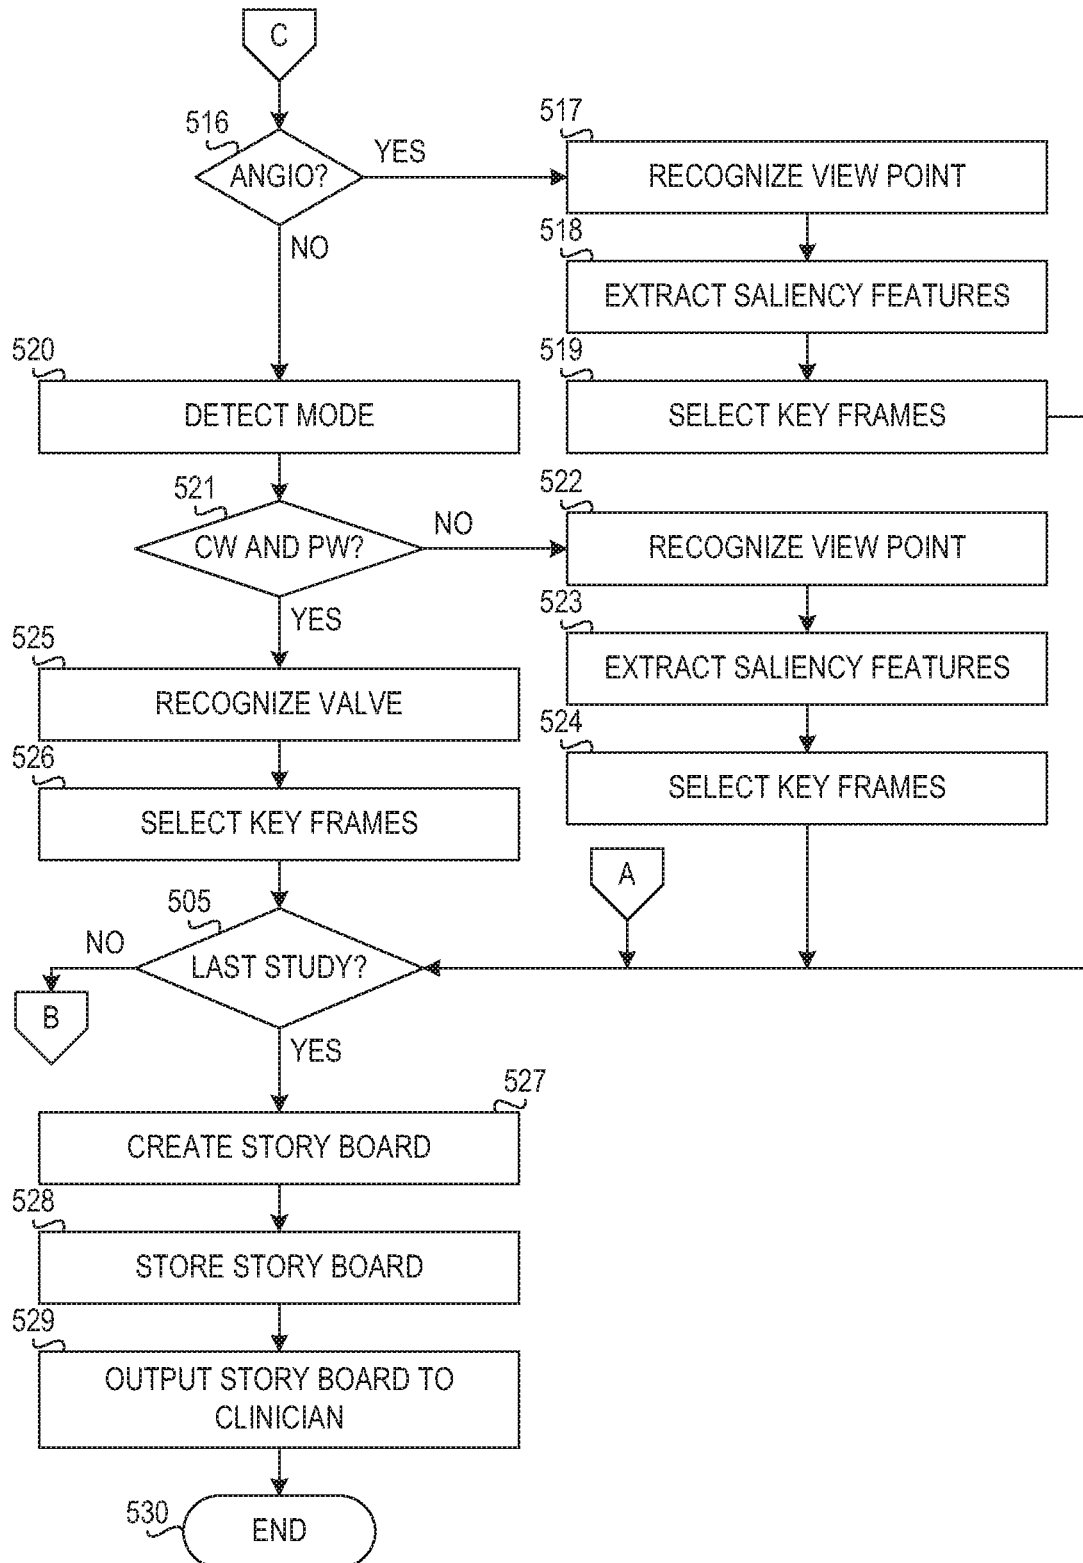 C
516
ANGIO?
YES
NO
517
RECOGNIZE VIEW POINT
518
EXTRACT SALIENCY FEATURES
519
SELECT KEY FRAMES
520
DETECT MODE
521
CW AND PW?
NO
YES
522
RECOGNIZE VIEW POINT
523
EXTRACT SALIENCY FEATURES
524
SELECT KEY FRAMES
525
RECOGNIZE VALVE
526
SELECT KEY FRAMES
A
505
LAST STUDY?
NO
B
YES
527
CREATE STORY BOARD
528
STORE STORY BOARD
529
OUTPUT STORY BOARD TO
CLINICIAN
530
END